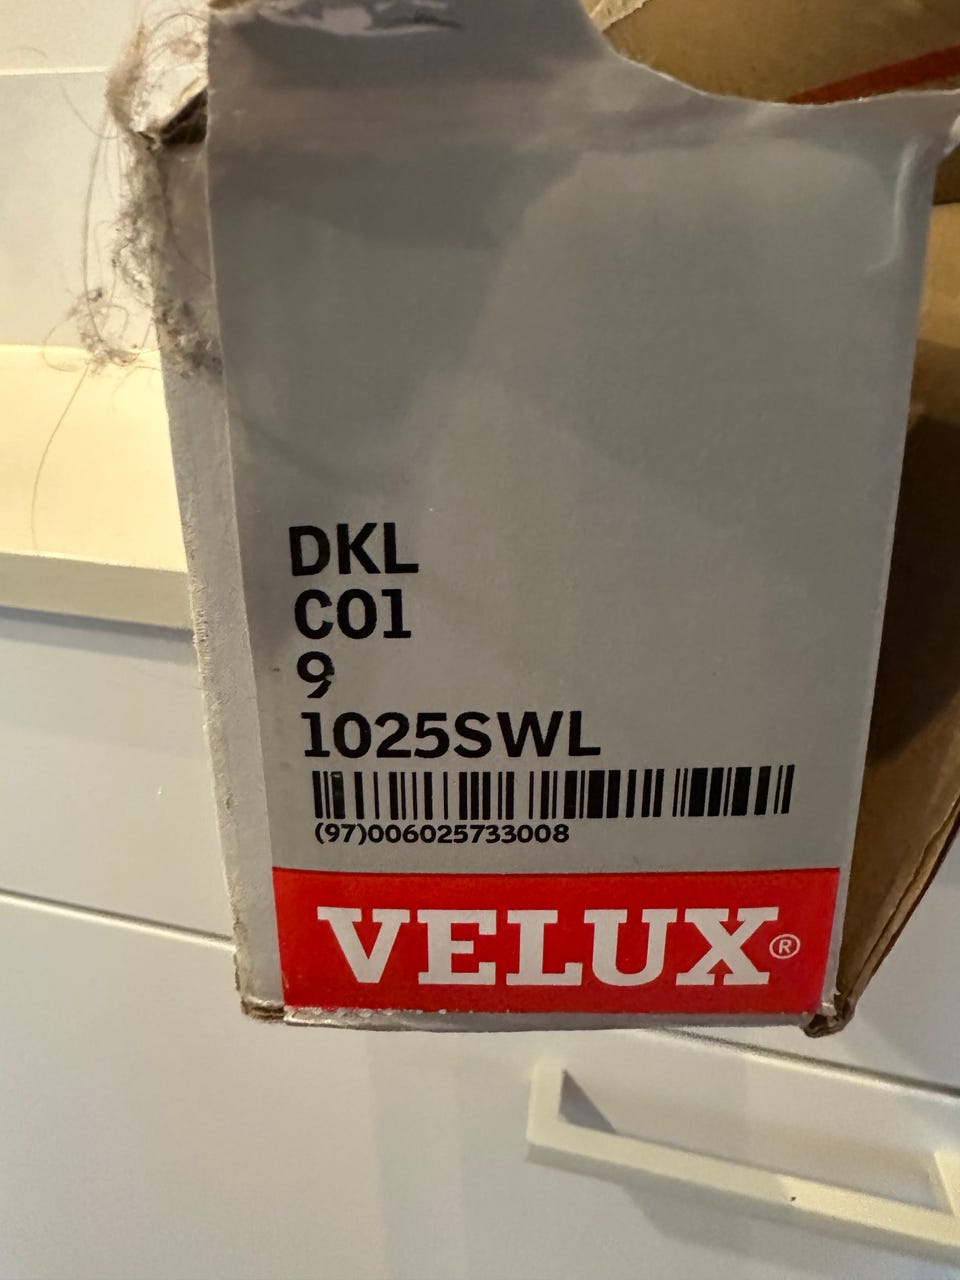 DKL
C01
9
1025SWL
(97)006025733008
VELUX®